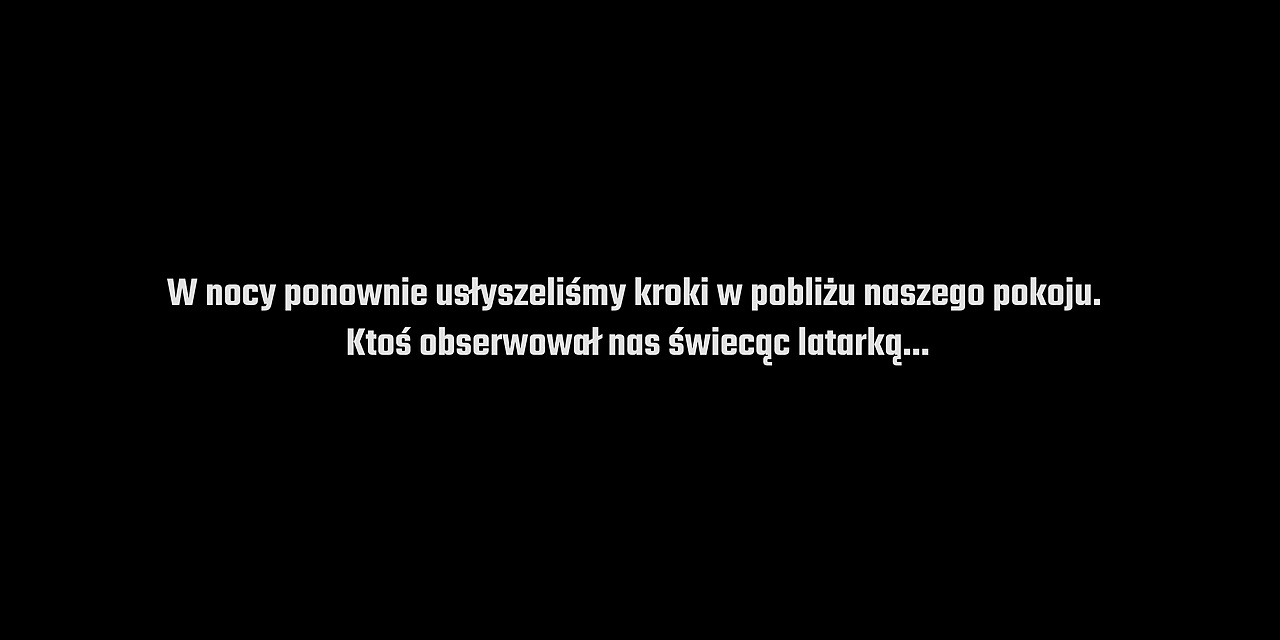 W nocy ponownie usłyszeliśmy kroki w pobliżu naszego pokoju.
Ktoś obserwował nas świecąc latarką...